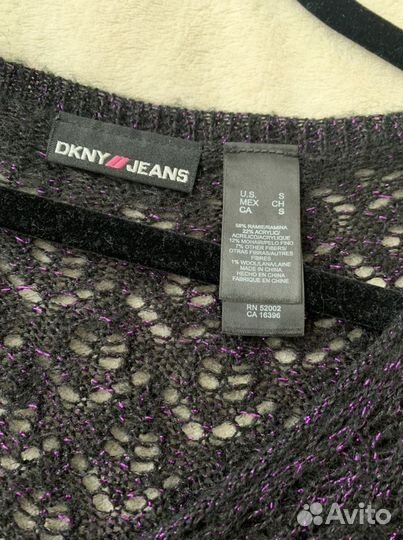 DKNY JEANS
U.S. S
MEX CH
CA S
58% RAMIE/RAMINA
22% ACRYLIC/
ACRILICO/ACRYLIQUE
12% MOHAIR/PELO FINO
7% OTHER FIBERS/
OTRAS FIBRAS/AUTRES
FIBRES
1% WOOL/LANA/LAINE
MADE IN CHINA
HECHO EN CHINA
FABRIQUÉ EN CHINE
RN 52002
CA 16396
Avito